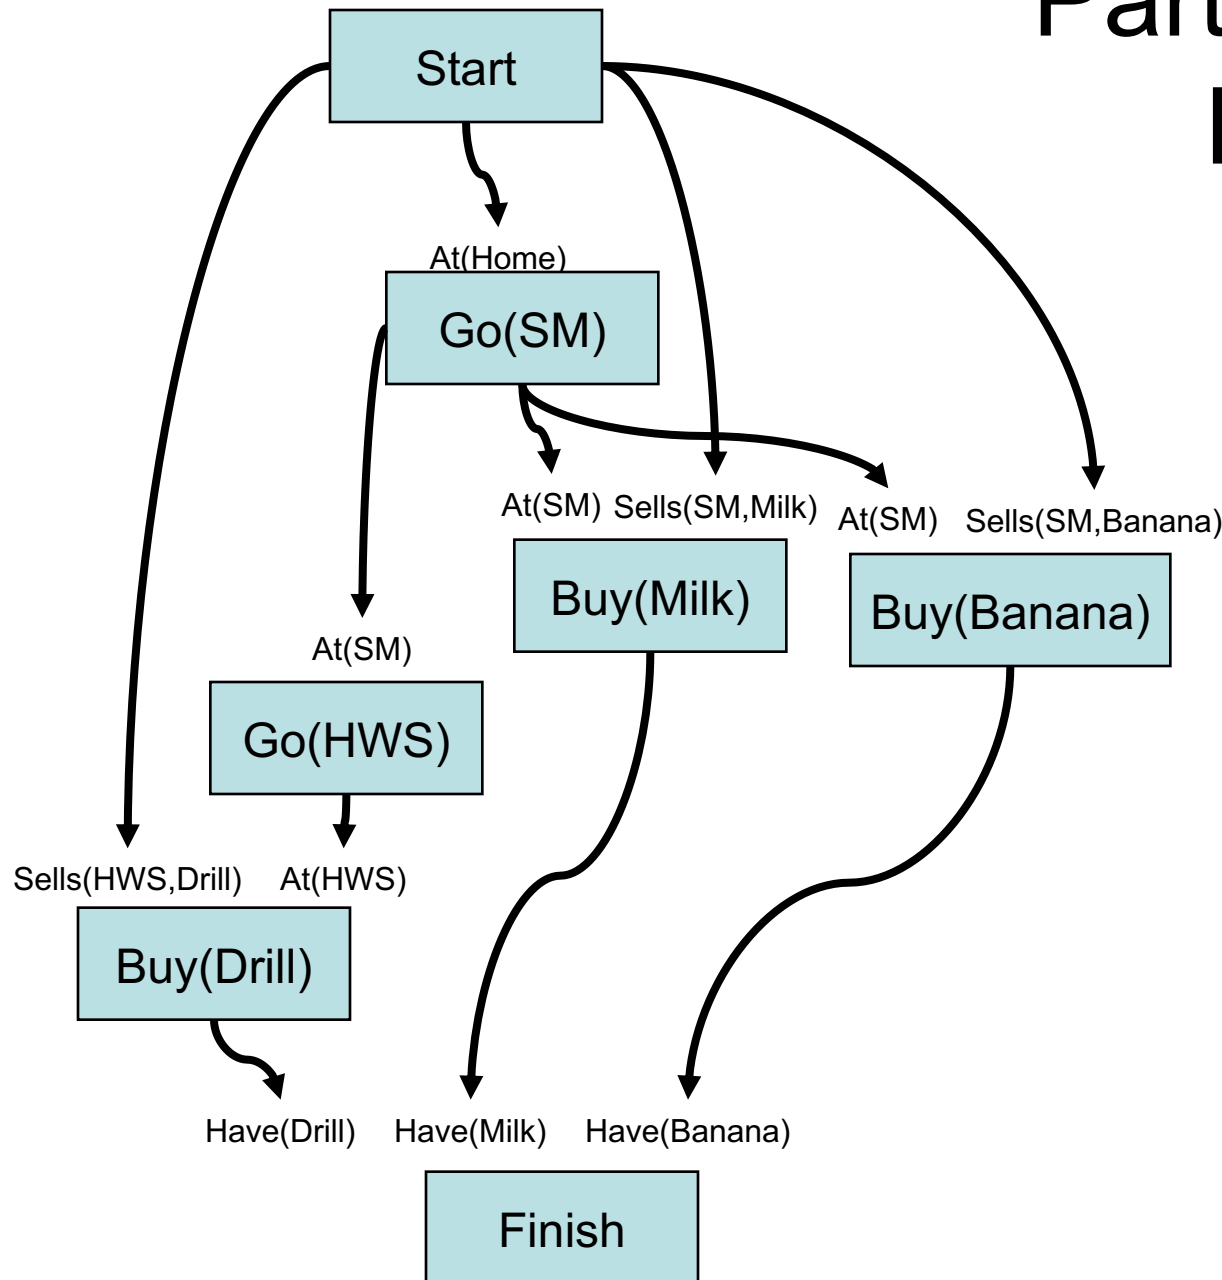 Part
Start
At(Home)
Go(SM)
At(SM) Sells(SM,Milk) At(SM) Sells(SM,Banana)
Buy(Milk) Buy(Banana)
At(SM)
Go(HWS)
Sells(HWS,Drill) At(HWS)
Buy(Drill)
Have(Drill) Have(Milk) Have(Banana)
Finish